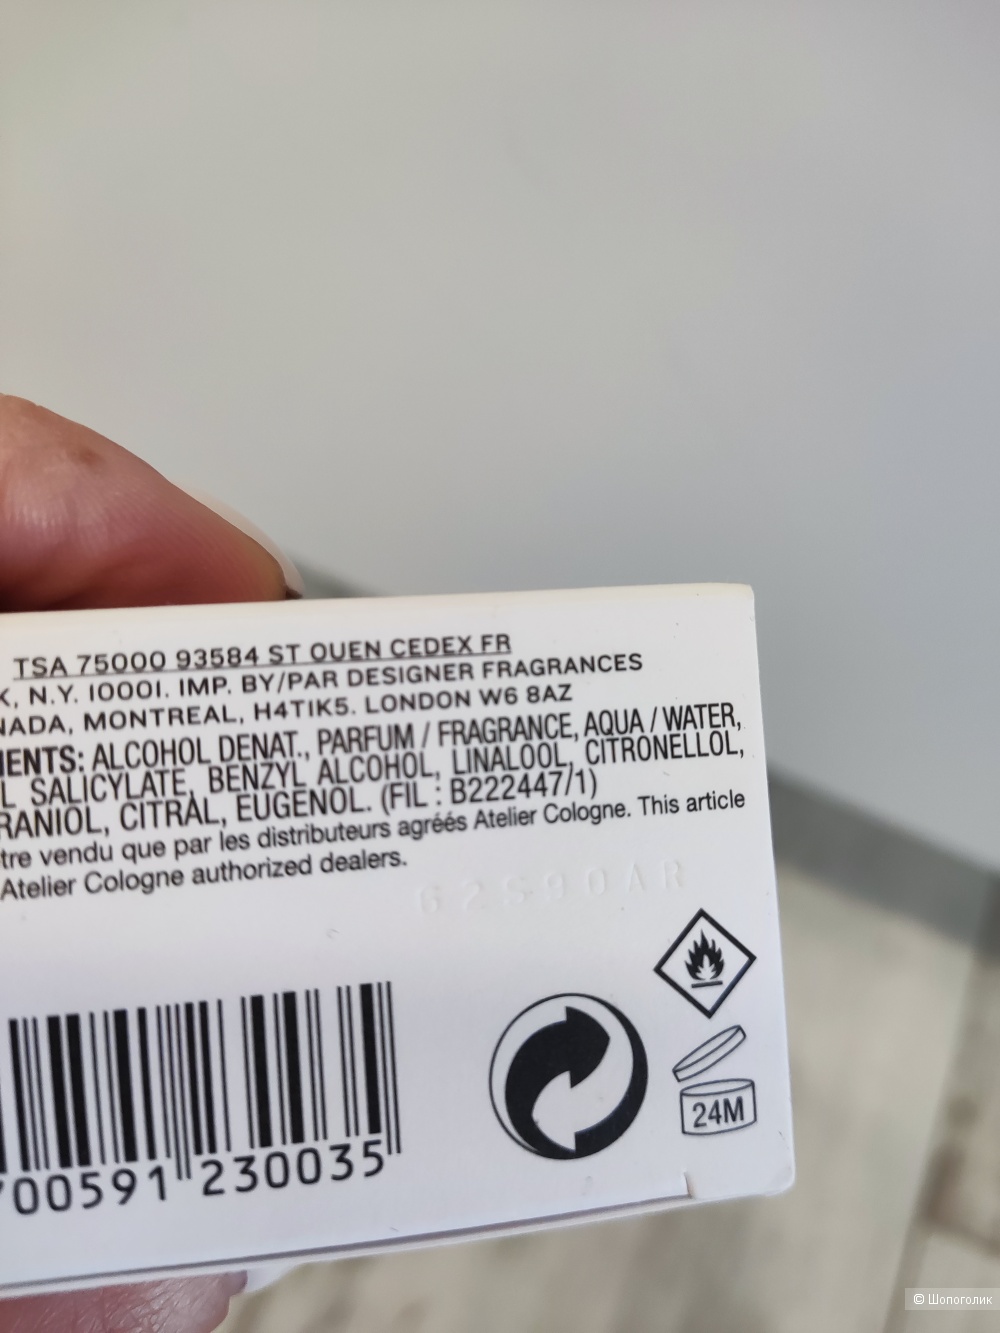 TSA 75000 93584 ST OUEN CEDEX FR
K, N.Y. 10001. IMP. BY/PAR DESIGNER FRAGRANCES
NADA, MONTREAL, H4T1K5. LONDON W6 8AZ
IENTS: ALCOHOL DENAT., PARFUM / FRAGRANCE, AQUA / WATER,
L SALICYLATE, BENZYL ALCOHOL, LINALOOL, CITRONELLOL,
RANIOL, CITRAL, EUGENOL. (FIL : B222447/1)
tre vendu que par les distributeurs agréés Atelier Cologne. This article
Atelier Cologne authorized dealers.
62S90AR
24M
700591 230035
© Шопоголик